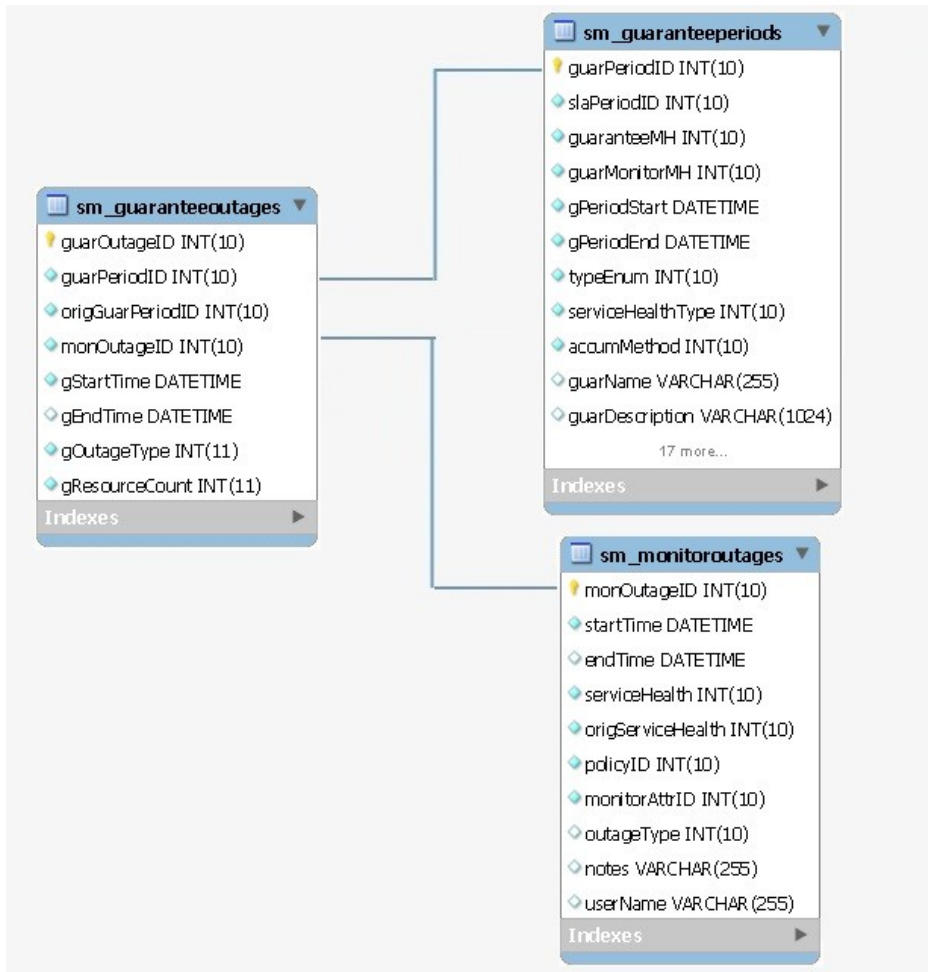 sm_guaranteeperiods
guarPeriodID INT(10)
slaPeriodID INT(10)
guaranteeMH INT(10)
guarMonitorMH INT(10)
gPeriodStart DATETIME
gPeriodEnd DATETIME
typeEnum INT(10)
serviceHealthType INT(10)
accumMethod INT(10)
guarName VARCHAR(255)
guarDescription VARCHAR(1024)
17 more...
Indexes
sm_guaranteeoutages
guarOutageID INT(10)
guarPeriodID INT(10)
origGuarPeriodID INT(10)
monOutageID INT(10)
gStartTime DATETIME
gEndTime DATETIME
gOutageType INT(11)
gResourceCount INT(11)
Indexes
sm_monitoroutages
monOutageID INT(10)
startTime DATETIME
endTime DATETIME
serviceHealth INT(10)
origServiceHealth INT(10)
policyID INT(10)
monitorAttrID INT(10)
outageType INT(10)
notes VARCHAR(255)
userName VARCHAR(255)
Indexes